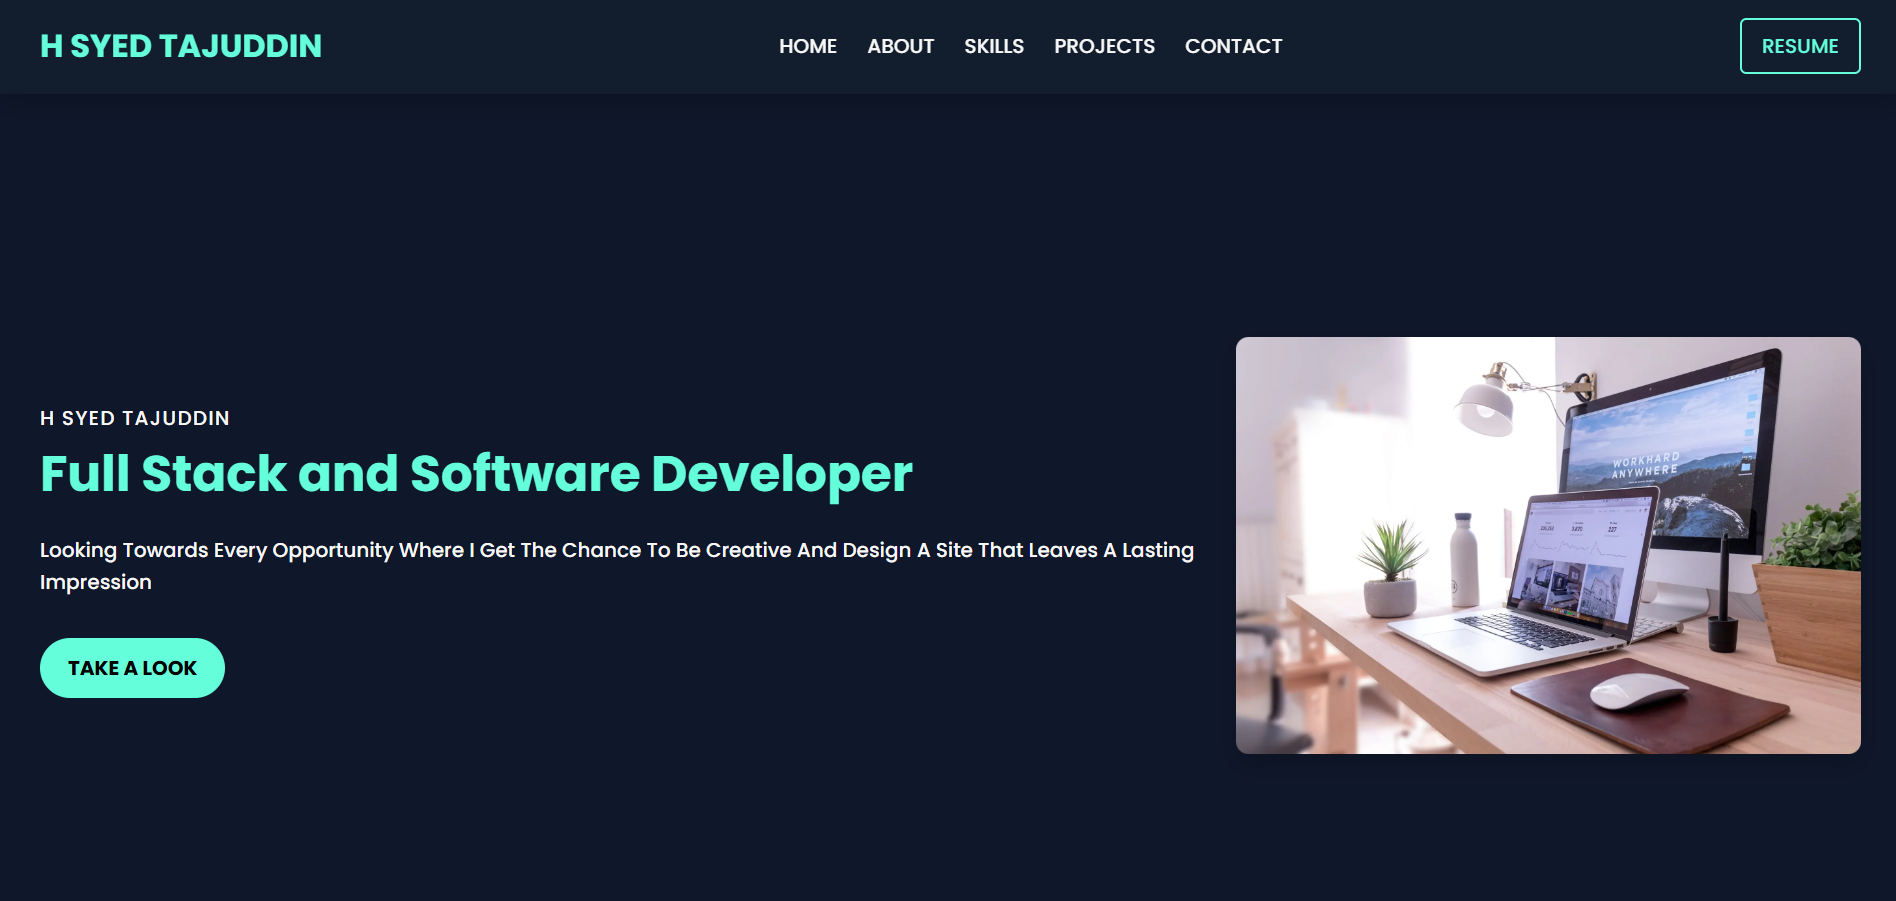 H SYED TAJUDDIN
HOME ABOUT SKILLS PROJECTS CONTACT
RESUME
H SYED TAJUDDIN
Full Stack and Software Developer
Looking Towards Every Opportunity Where I Get The Chance To Be Creative And Design A Site That Leaves A Lasting
Impression
TAKE A LOOK
WORKHARD
ANYWHERE